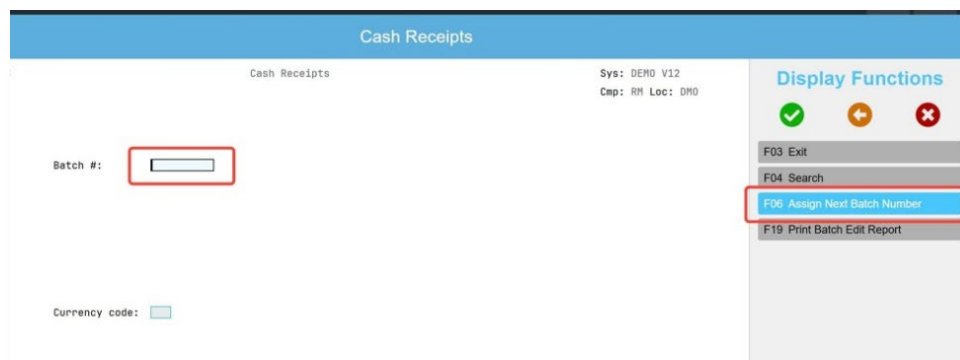 Cash Receipts
Cash Receipts
Sys: DEMO V12
Cmp: RM Loc: DMO
Batch #:
Currency code:
Display Functions
F03 Exit
F04 Search
F06 Assign Next Batch Number
F19 Print Batch Edit Report